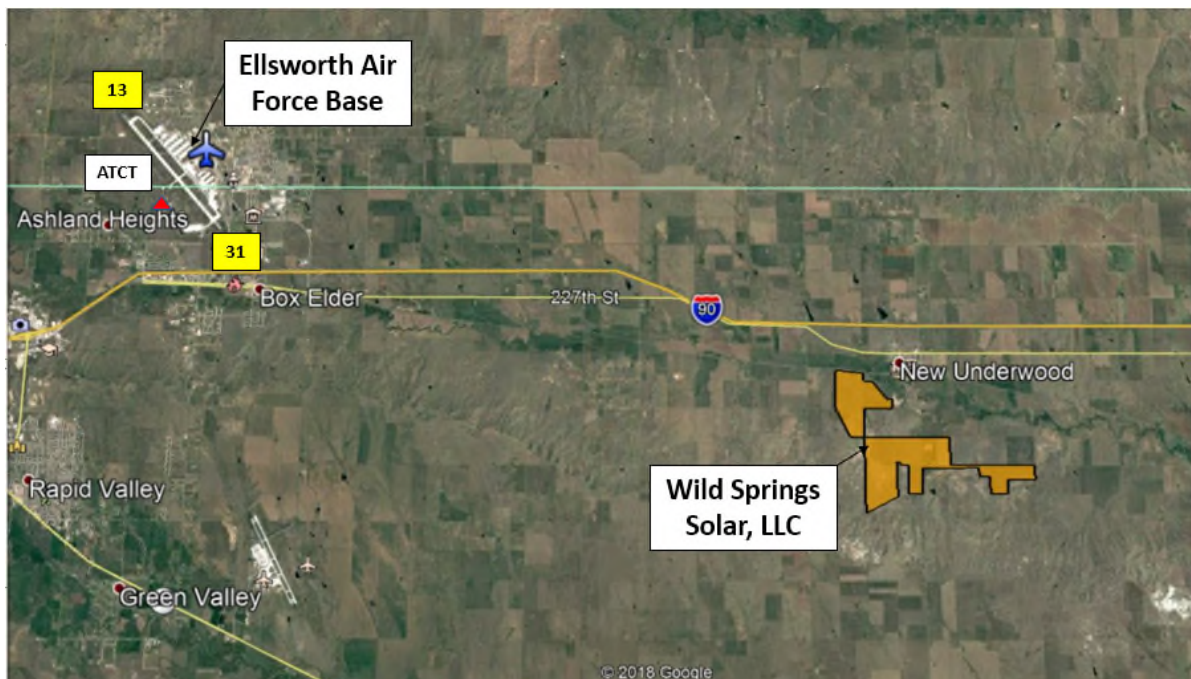 Ellsworth Air
Force Base
13
ATCT
Ashland Heights
31
Box Elder
227th St
90
New Underwood
Wild Springs
Solar, LLC
Rapid Valley
Green Valley
© 2018 Google